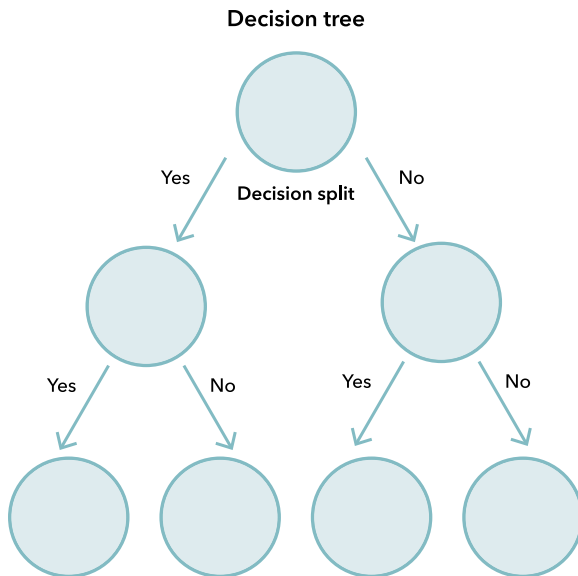 Decision tree
Yes
No
Decision split
Yes
No
Yes
No